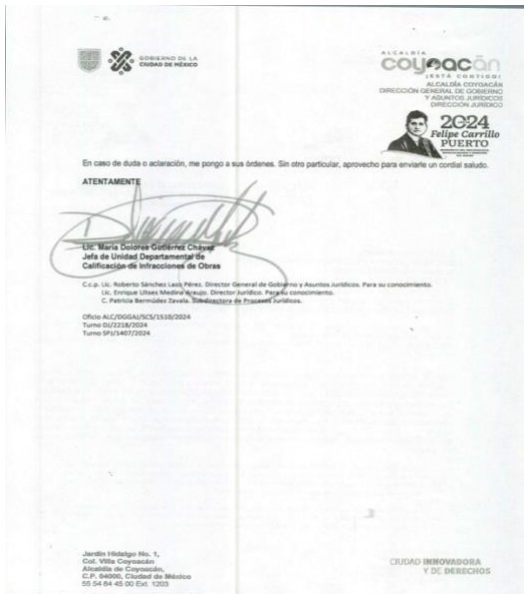 GOBIERNO DE LA
CIUDAD DE MÉXICO
ALCALDÍA
coyoacán
¡ESTÁ CONTIGO!
ALCALDÍA COYOACÁN
DIRECCIÓN GENERAL DE GOBIERNO
Y ASUNTOS JURÍDICOS
DIRECCIÓN JURÍDICO
2024
Felipe Carrillo
PUERTO
En caso de duda o aclaración, me pongo a sus órdenes. Sin otro particular, aprovecho para enviarle un cordial saludo.
ATENTAMENTE
Lic. María Dolores Gutiérrez Chávez
Jefa de Unidad Departamental de
Calificación de Infracciones de Obras
C.c.p. Lic. Roberto Sánchez Lazo Pérez. Director General de Gobierno y Asuntos Jurídicos. Para su conocimiento.
Lic. Enrique Ulises Medina Araujo. Director Jurídico. Para su conocimiento.
C. Patricia Bermúdez Zavala. Subdirectora de Procesos Jurídicos.
Oficio ALC/DGGAJ/SCS/1510/2024
Turno DJ/2218/2024
Turno SPJ/1407/2024
Jardín Hidalgo No. 1,
Col. Villa Coyoacán
Alcaldía de Coyoacán,
C.P. 04000, Ciudad de México
55 54 84 45 00 Ext. 1203
CIUDAD INNOVADORA
Y DE DERECHOS